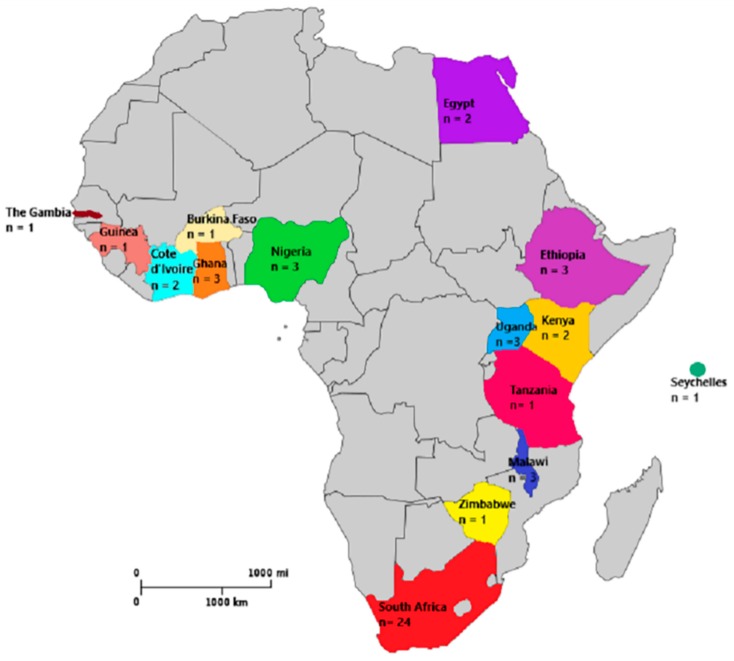 Egypt
n = 2
The Gambia
n = 1
Burkina Faso
n = 1
Guinea
n = 1
Nigeria
n = 3
Cote
d'Ivoire
n = 2
Ghana
n = 3
Ethiopia
n = 3
Uganda
n =3
Kenya
n = 2
Seychelles
n = 1
Tanzania
n= 1
Malawi
n = 3
Zimbabwe
n = 1
0 1000 mi
0 1000 km
South Africa
n= 24